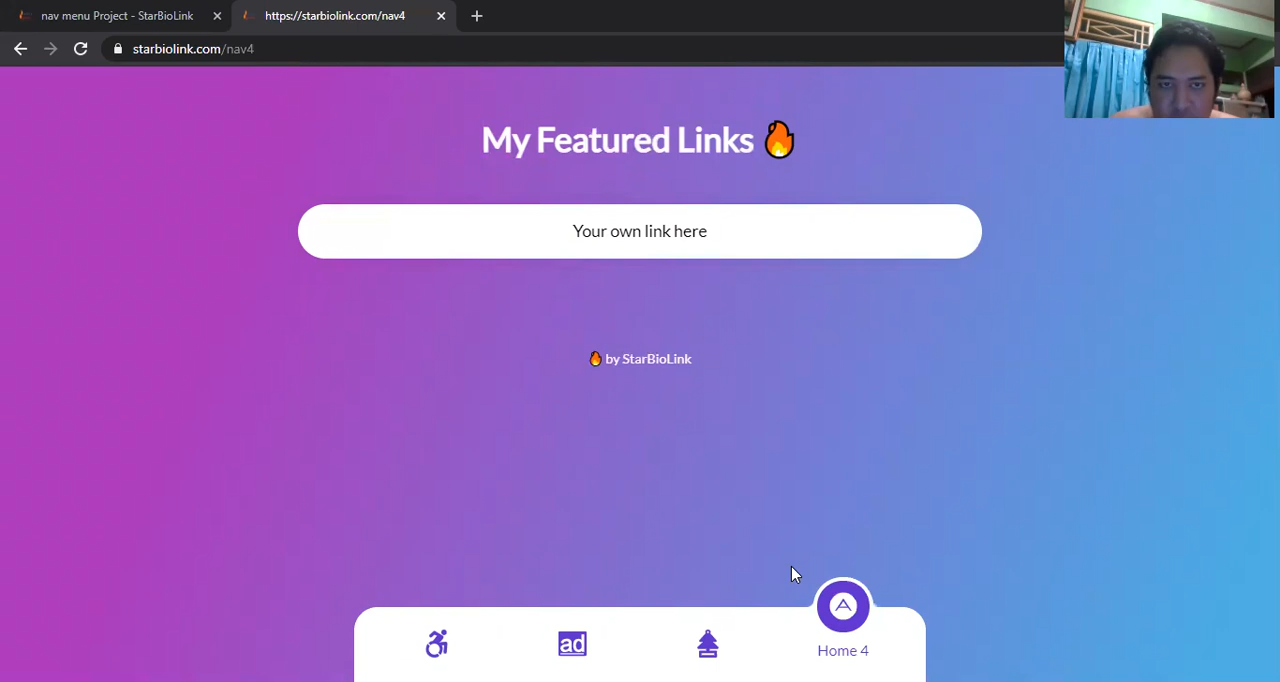 nav menu Project - StarBioLink
https://starbiolink.com/nav4
starbiolink.com/nav4
My Featured Links 🔥
Your own link here
🔥 by StarBioLink
ad
Home 4